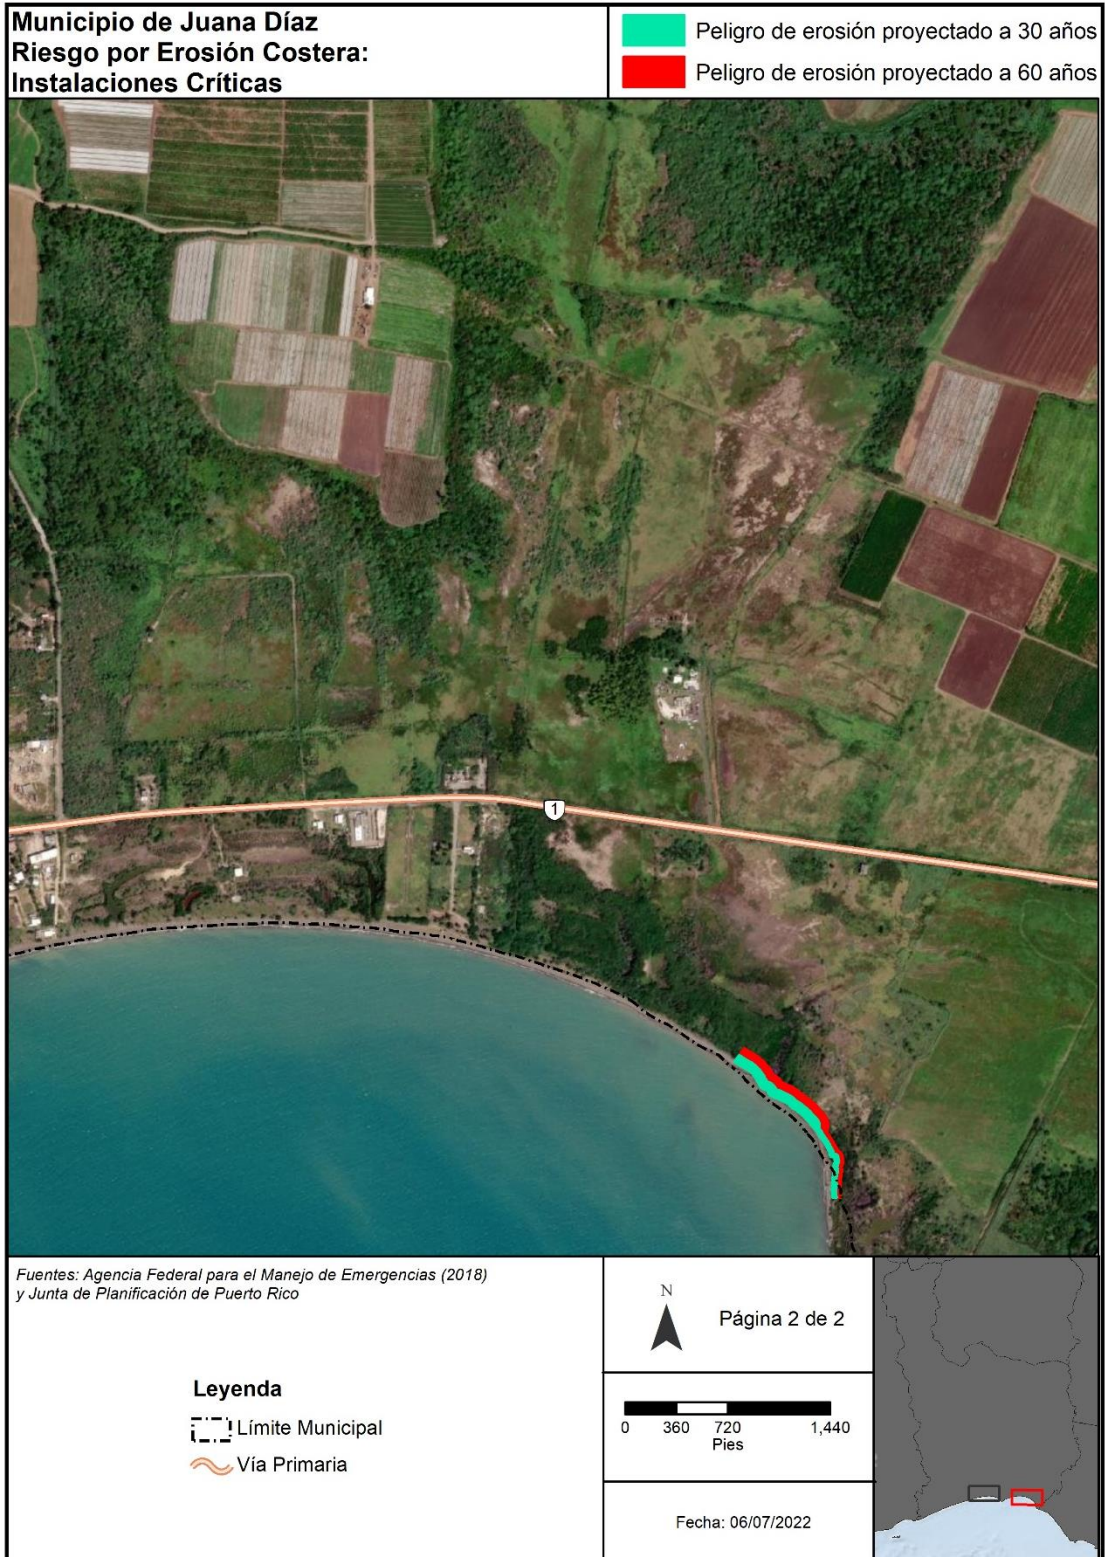 Municipio de Juana Díaz
Riesgo por Erosión Costera:
Instalaciones Críticas
Peligro de erosión proyectado a 30 años
Peligro de erosión proyectado a 60 años
1
Fuentes: Agencia Federal para el Manejo de Emergencias (2018)
y Junta de Planificación de Puerto Rico
Leyenda
Límite Municipal
Vía Primaria
N
Página 2 de 2
0 360 720 1,440
Pies
Fecha: 06/07/2022